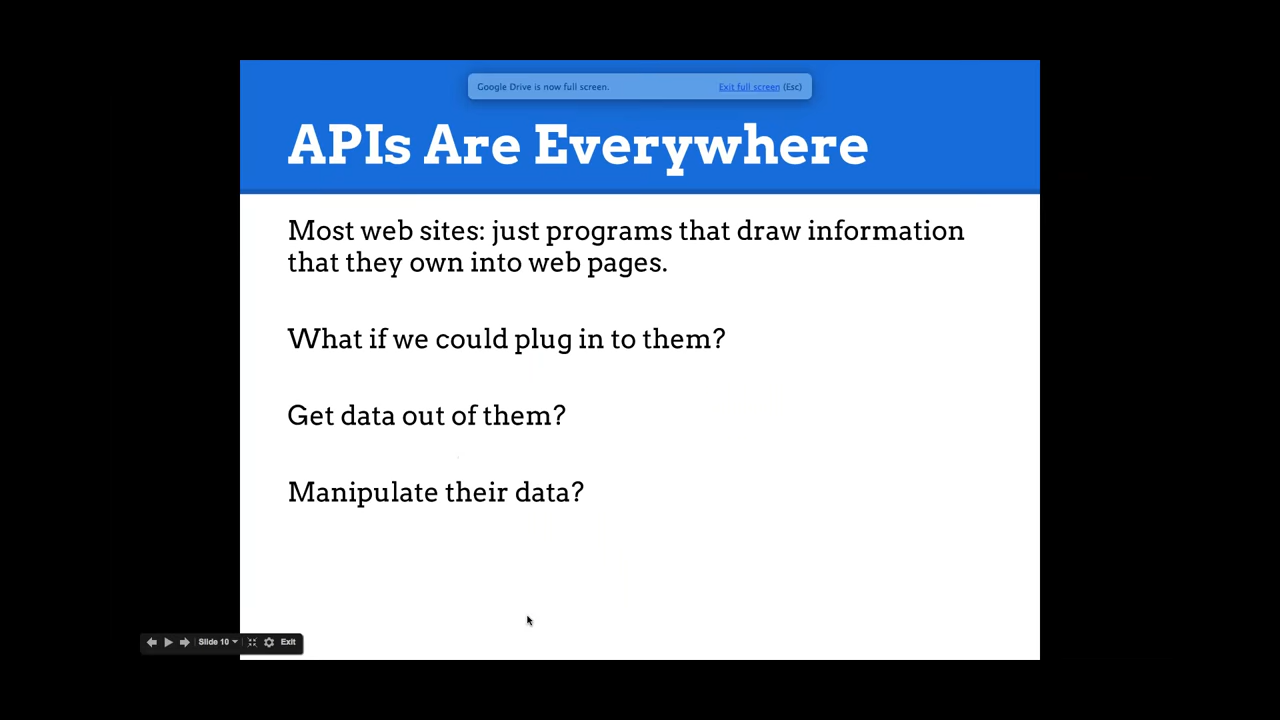 Google Drive is now full screen. Exit full screen (Esc)
APIs Are Everywhere
Most web sites: just programs that draw information
that they own into web pages.
What if we could plug in to them?
Get data out of them?
Manipulate their data?
Slide 10 Exit